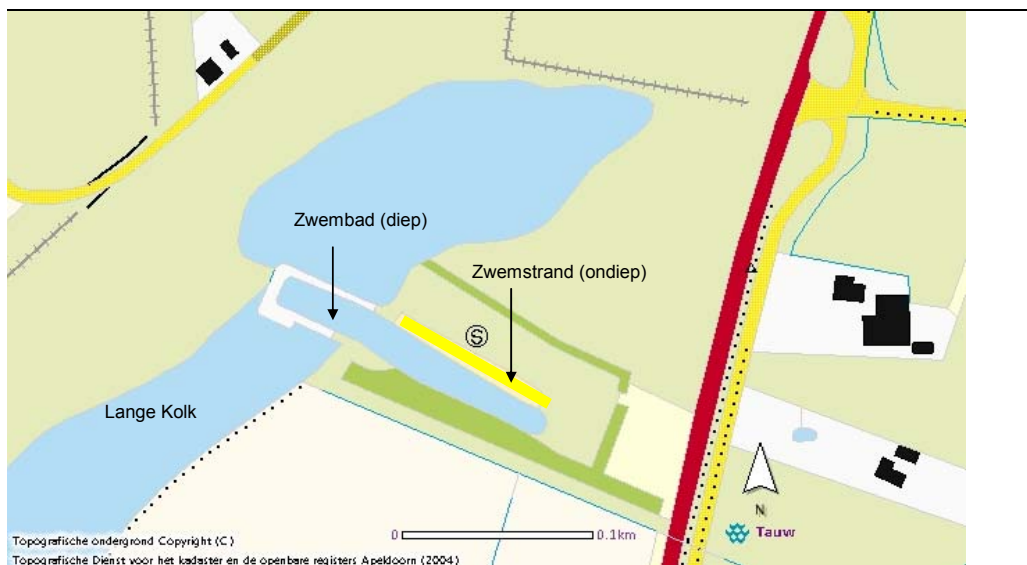 Zwembad (diep)
Zwemstrand (ondiep)
S
Lange Kolk
N
0 0.1km
Tauw
Topografische ondergrond Copyright (C)
Topografische Dienst voor het kadaster en de openbare registers Apeldoorn (2004)